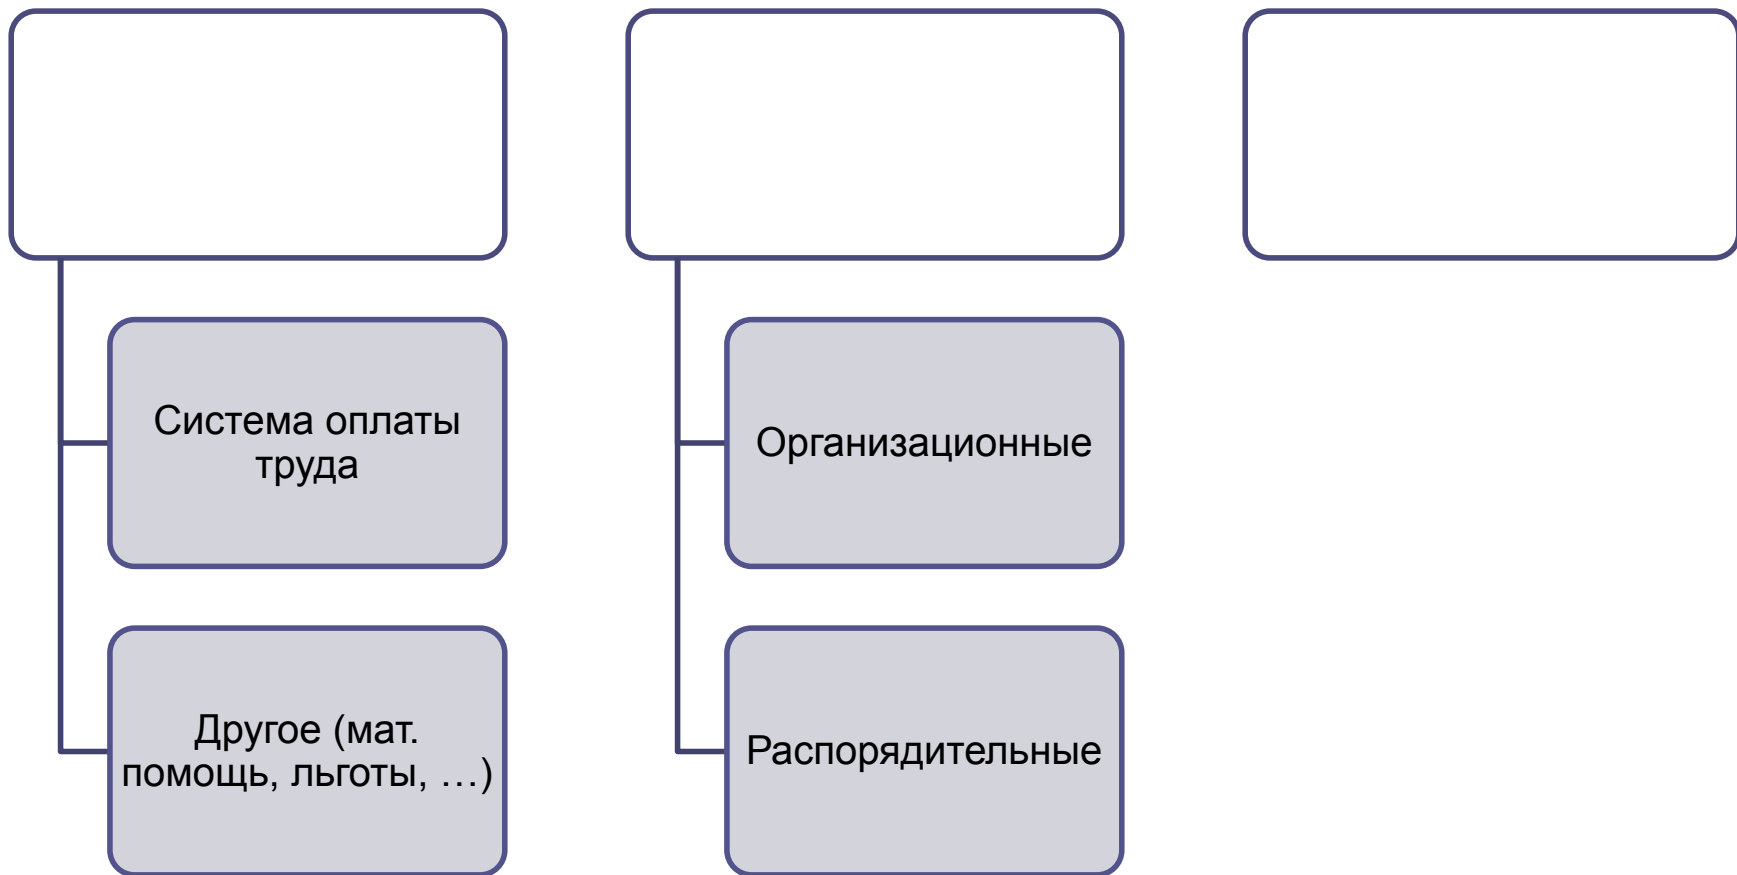 Система оплаты
труда
Другое (мат.
помощь, льготы, …)
Организационные
Распорядительные